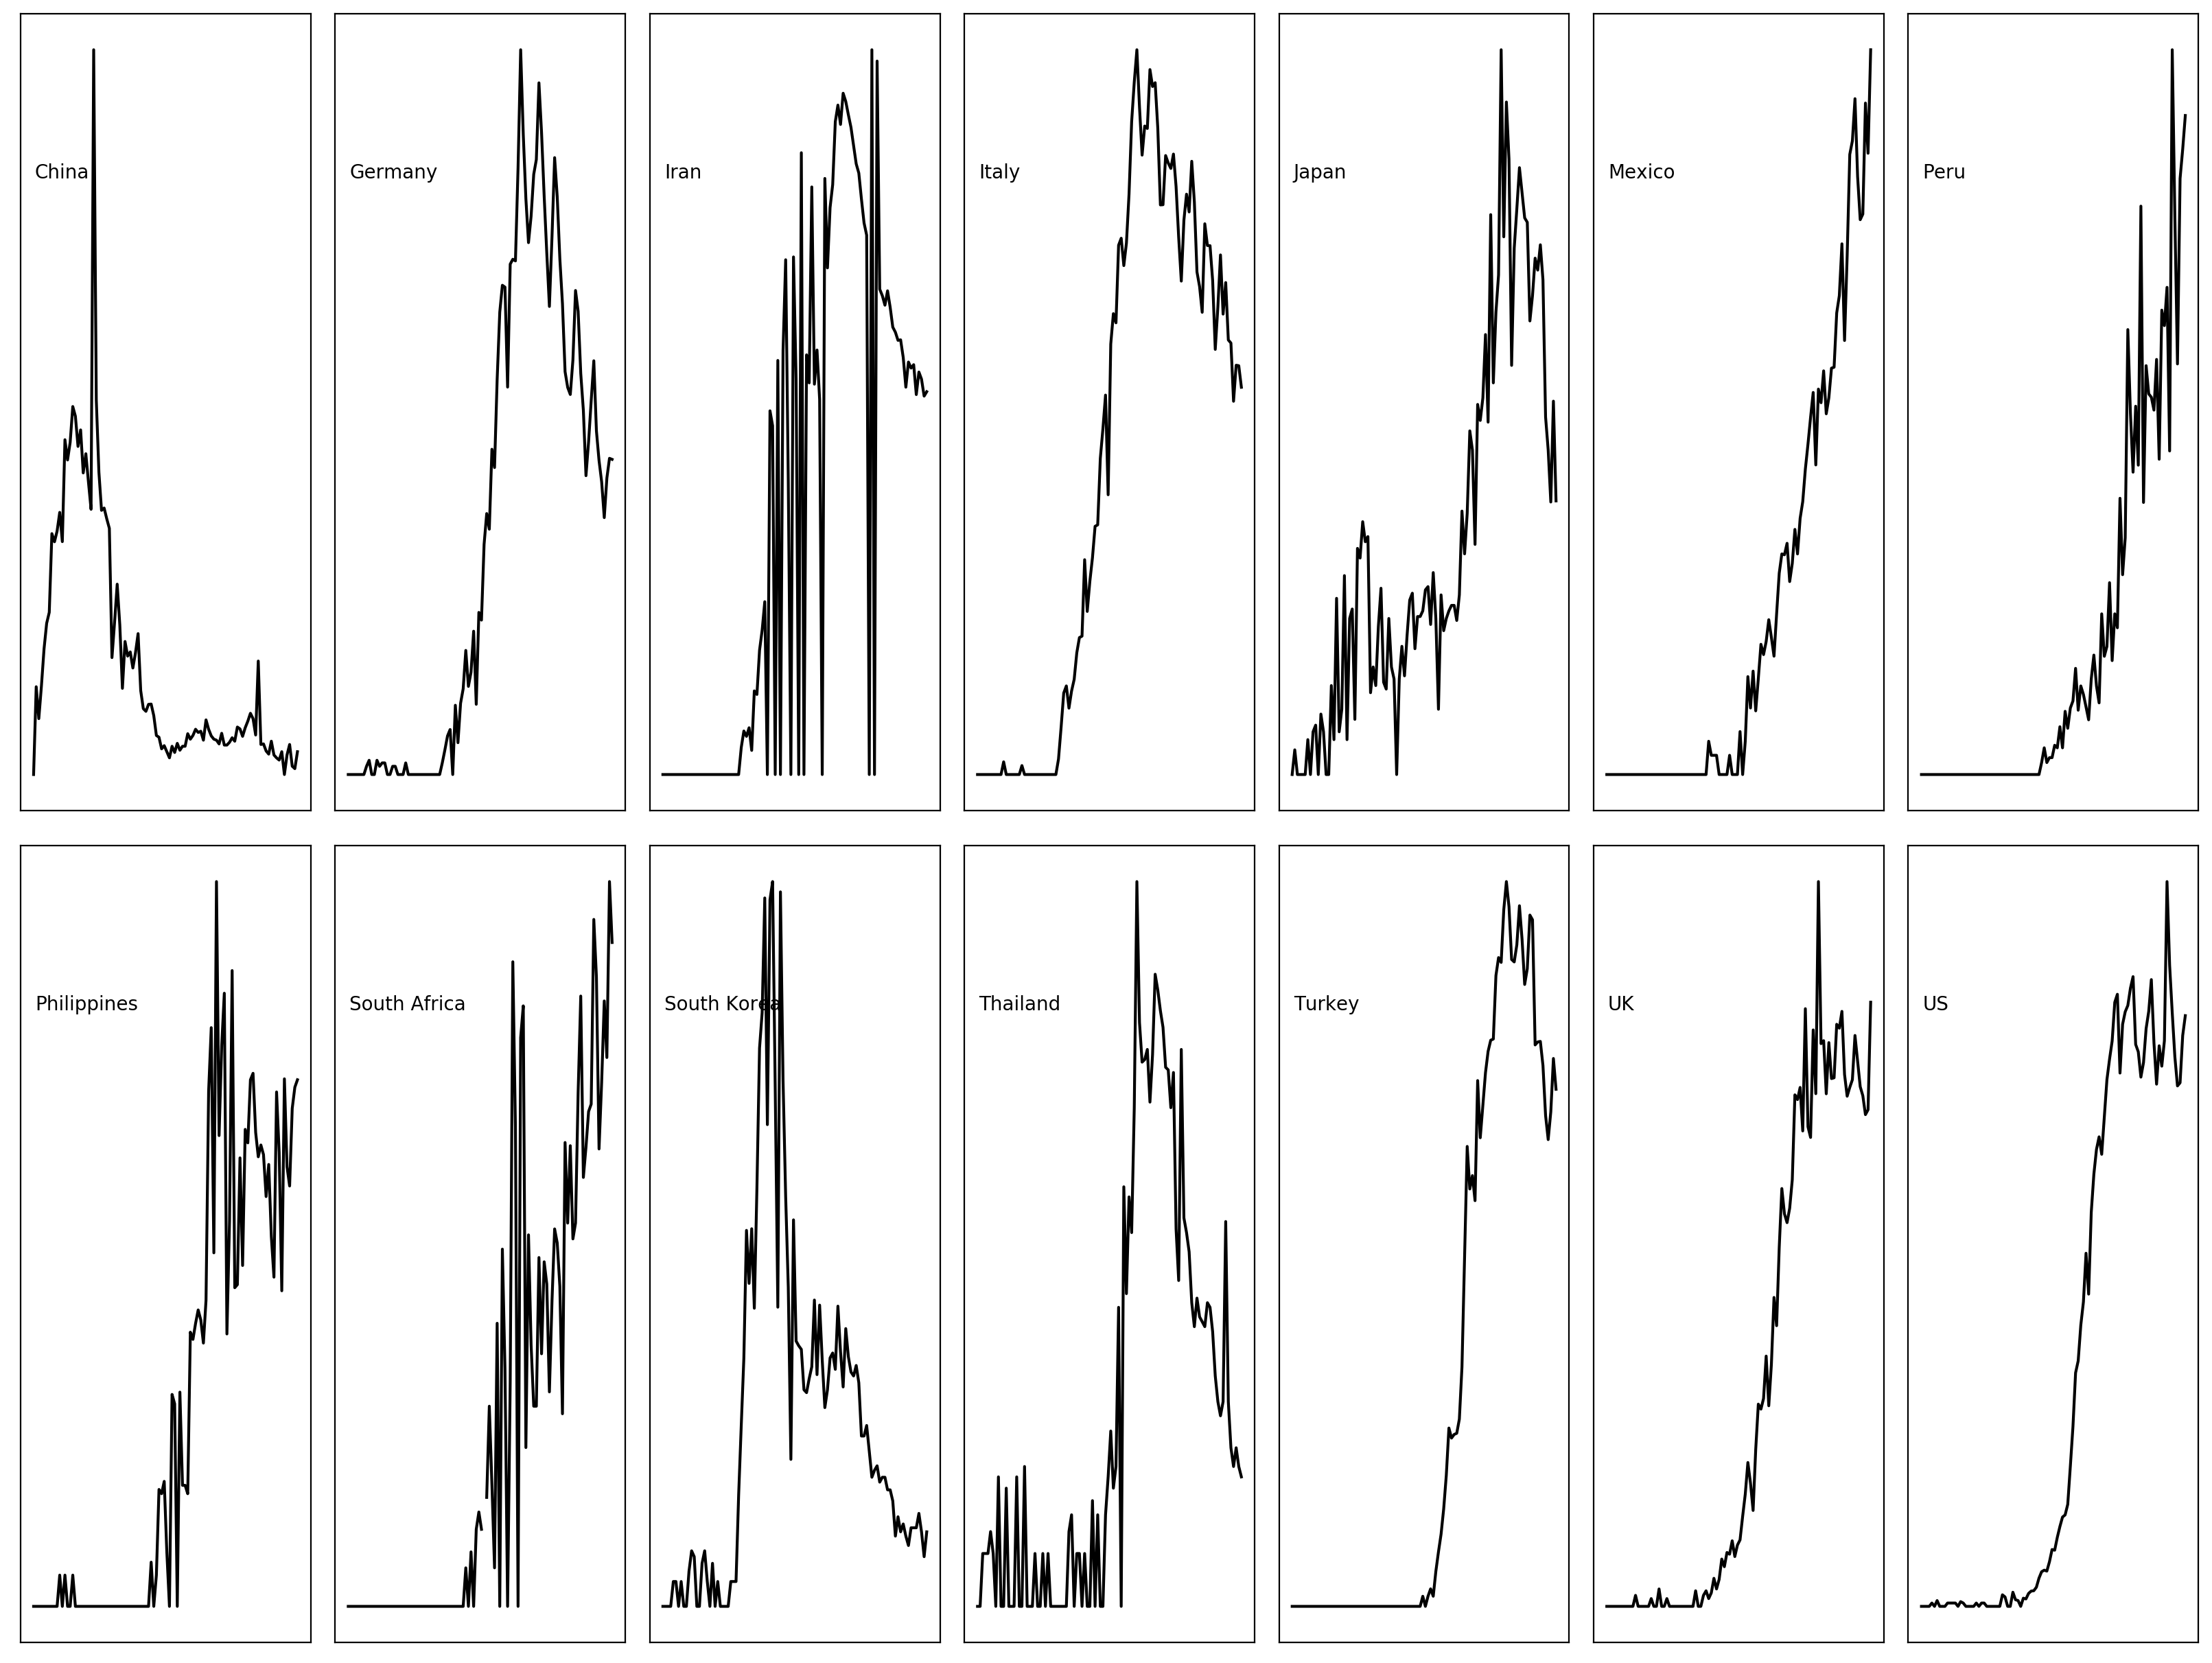 China
Germany
Iran
Italy
Japan
Mexico
Peru
Philippines
South Africa
South Korea
Thailand
Turkey
UK
US